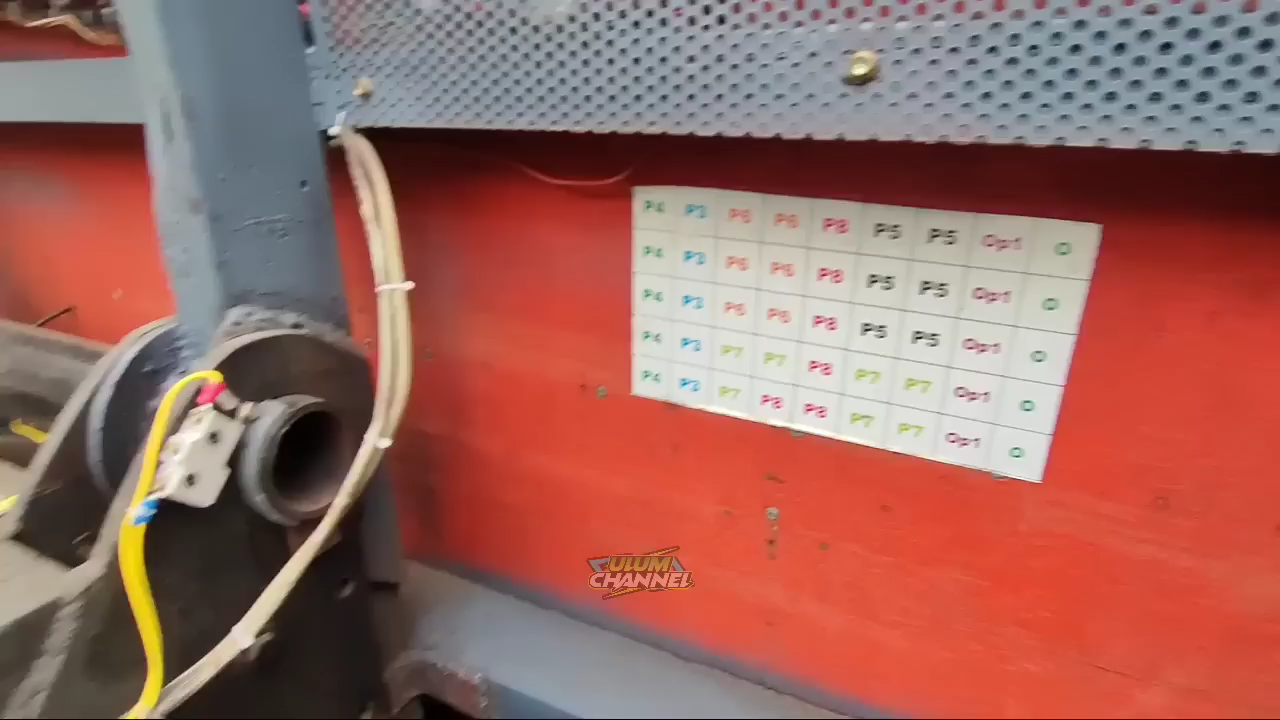 P4 P3 P6 P6 P8 P5 P5 Op1 O
P4 P3 P6 P6 P8 P5 P5 Op1 O
P4 P3 P6 P6 P8 P5 P5 Op1 O
P4 P3 P7 P7 P8 P7 P7 Op1 O
P4 P3 P7 P8 P8 P7 P7 Op1 O
ULUM
CHANNEL